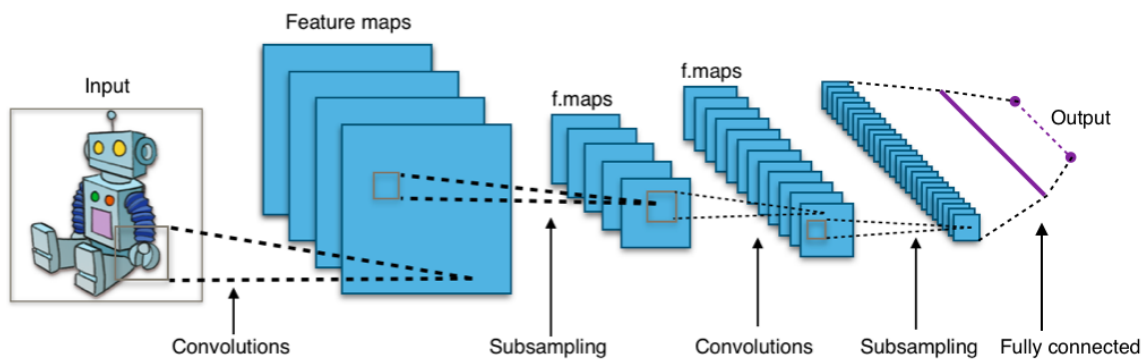 Feature maps
Input
f.maps
f.maps
Output
Convolutions
Subsampling
Convolutions
Subsampling
Fully connected